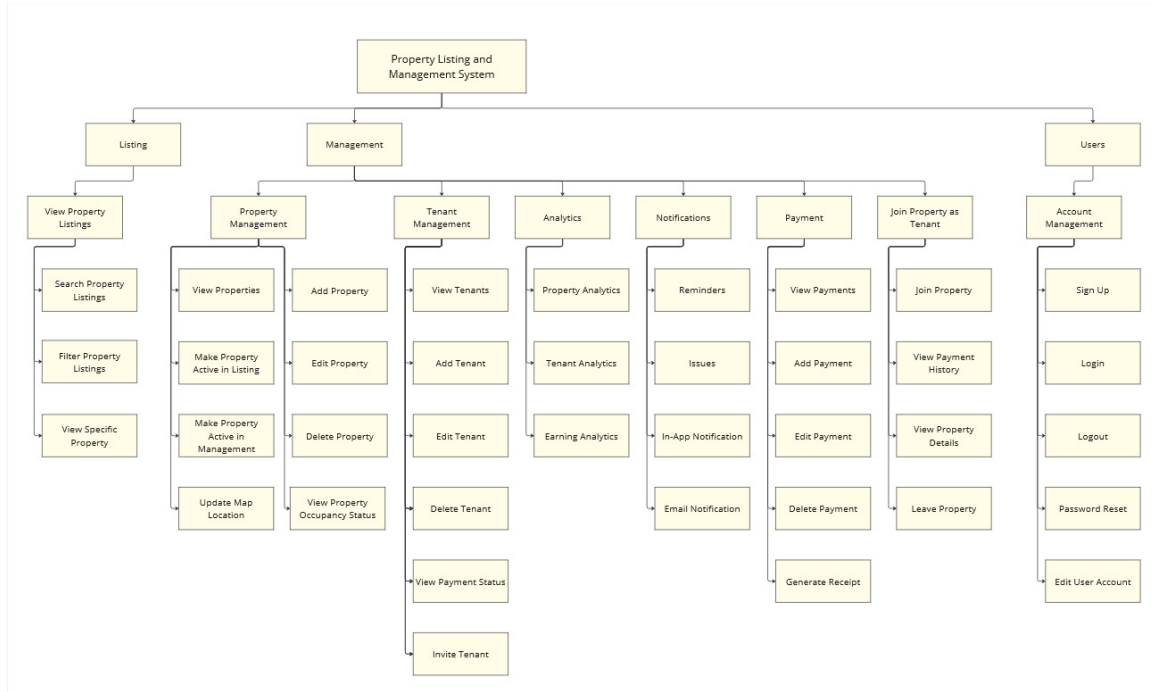 Property Listing and
Management System
Listing
Management
Users
View Property
Listings
Property
Management
Tenant
Management
Analytics
Notifications
Payment
Join Property as
Tenant
Account
Management
Search Property
Listings
View Properties
Add Property
View Tenants
Property Analytics
Reminders
View Payments
Join Property
Sign Up
Filter Property
Listings
Make Property
Active in Listing
Edit Property
Add Tenant
Tenant Analytics
Issues
Add Payment
View Payment
History
Login
View Specific
Property
Make Property
Active in
Management
Delete Property
Edit Tenant
Earning Analytics
In-App Notification
Edit Payment
View Property
Details
Logout
Update Map
Location
View Property
Occupancy Status
Delete Tenant
Email Notification
Delete Payment
Leave Property
Password Reset
View Payment Status
Generate Receipt
Edit User Account
Invite Tenant